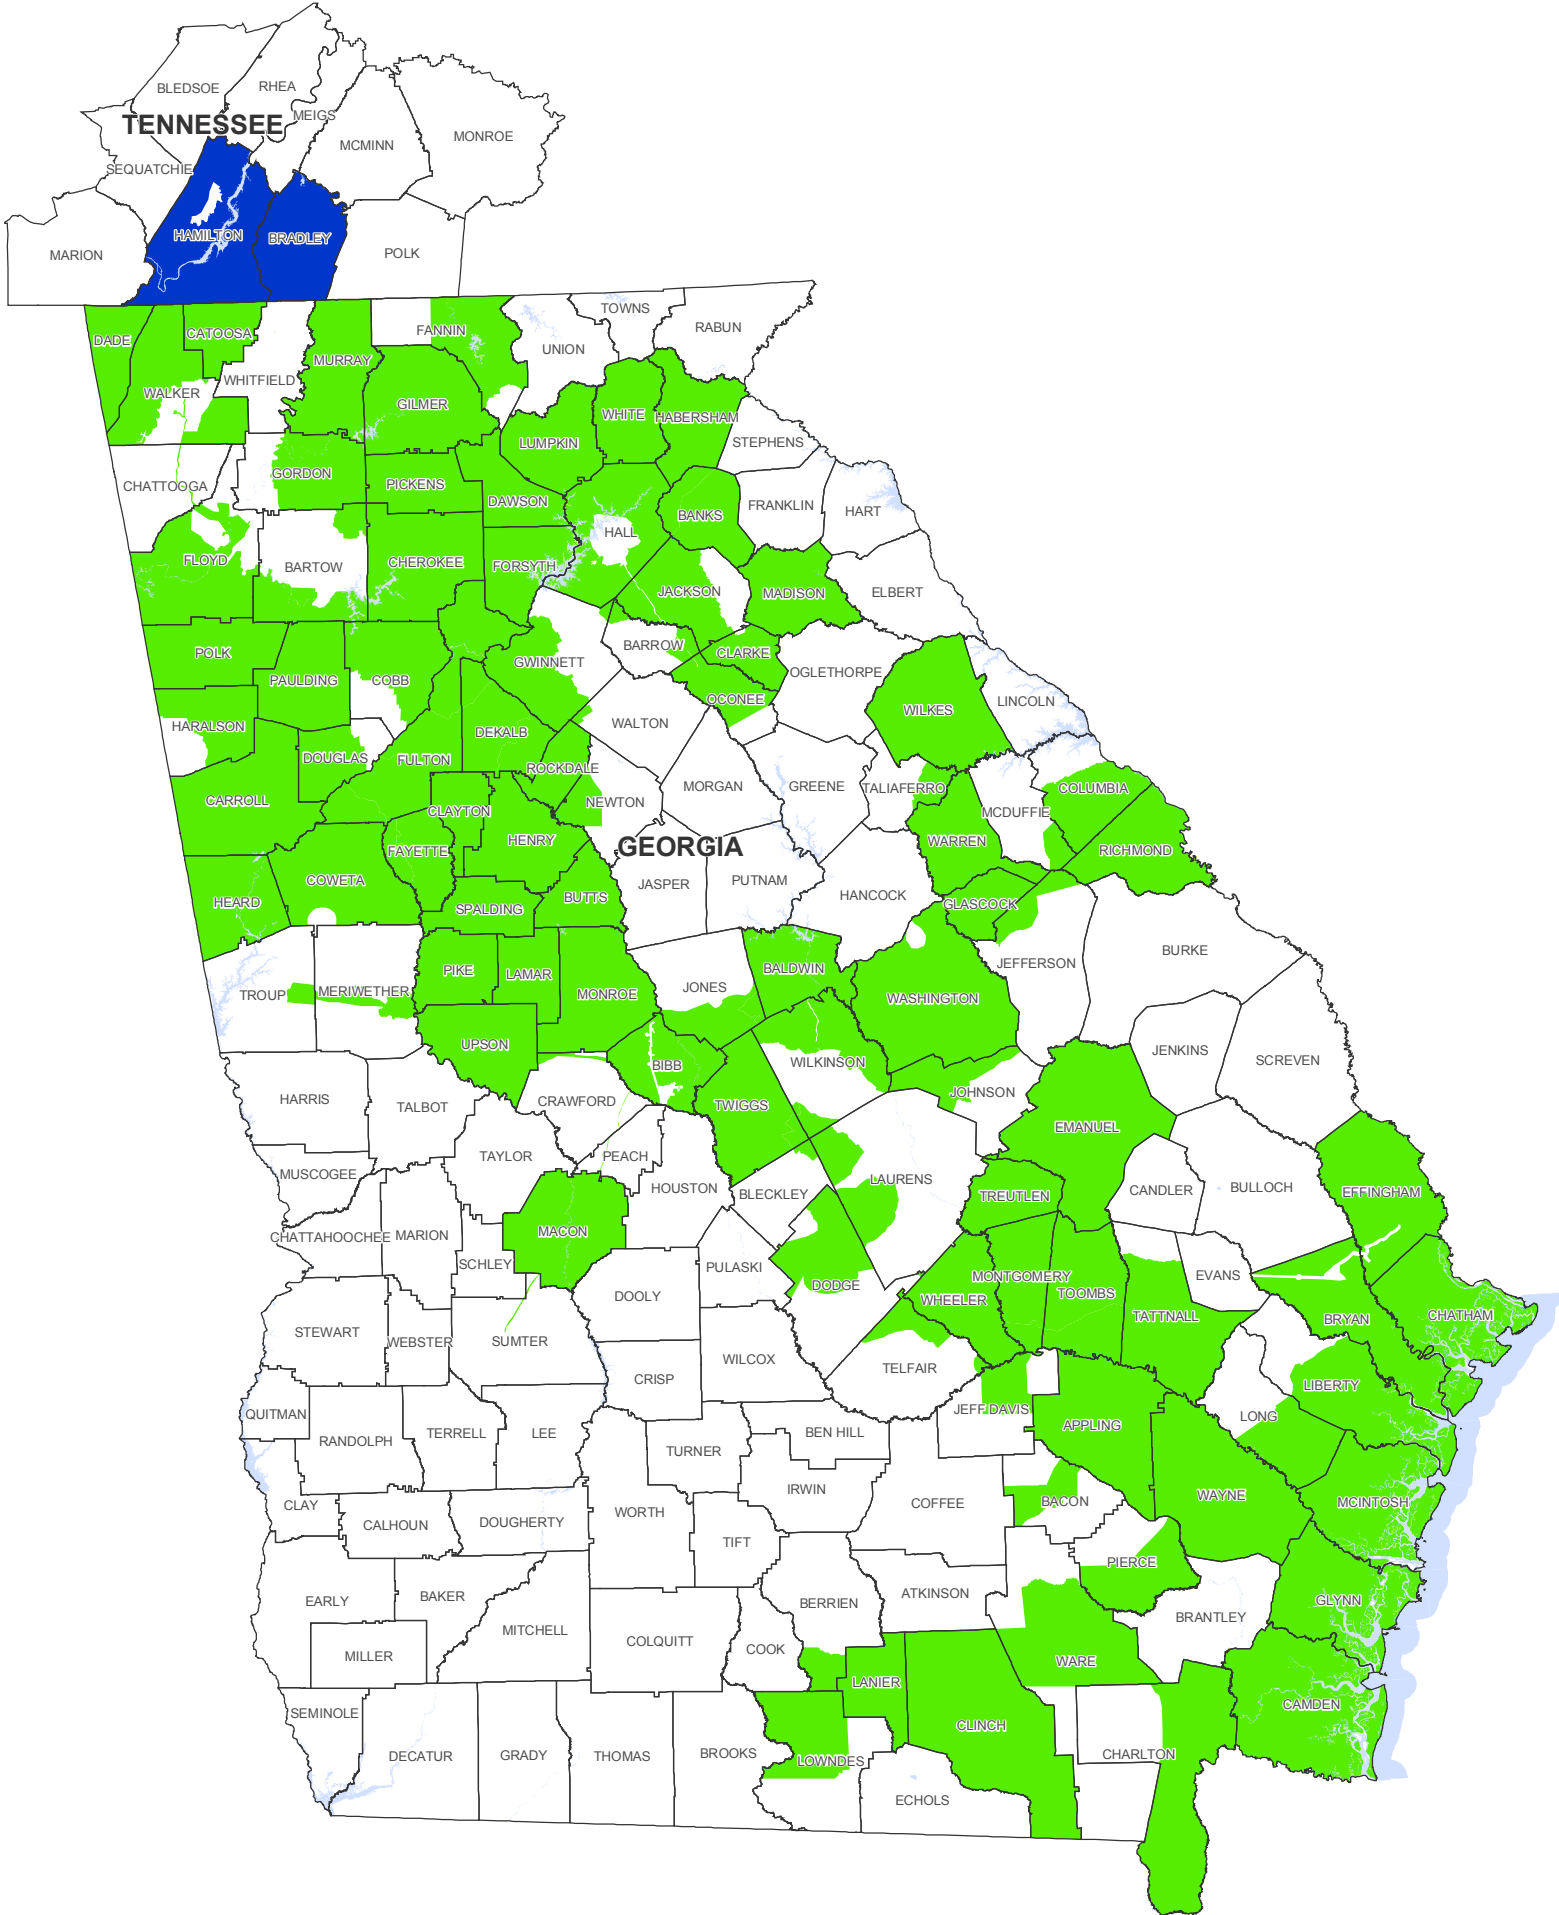 BLEDSOE
RHEA
MEIGS
TENNESSEE
MCMINN
MONROE
SEQUATCHIE
HAMILTON
BRADLEY
MARION
POLK
TOWNS
RABUN
FANNIN
DADE
CATOOSA
UNION
MURRAY
WHITFIELD
WALKER
GILMER
WHITE
HABERSHAM
LUMPKIN
STEPHENS
GORDON
CHATTOOGA
PICKENS
DAWSON
FRANKLIN
HART
BANKS
HALL
FLOYD
BARTOW
CHEROKEE
FORSYTH
JACKSON
MADISON
ELBERT
BARROW
CLARKE
POLK
GWINNETT
OGLETHORPE
PAULDING
COBB
OCONEE
LINCOLN
WILKES
HARALSON
WALTON
DEKALB
DOUGLAS
FULTON
ROCKDALE
MORGAN
GREENE
TALIAFERRO
COLUMBIA
CARROLL
CLAYTON
NEWTON
MCDUFFIE
HENRY
WARREN
GEORGIA
FAYETTE
RICHMOND
COWETA
JASPER
PUTNAM
HANCOCK
BUTTS
HEARD
SPALDING
GLASCOCK
BURKE
JEFFERSON
PIKE
LAMAR
BALDWIN
JONES
TROUP
MERIWETHER
MONROE
WASHINGTON
UPSON
JENKINS
SCREVEN
BIBB
WILKINSON
JOHNSON
HARRIS
TALBOT
CRAWFORD
TWIGGS
EMANUEL
TAYLOR
PEACH
MUSCOGEE
HOUSTON
BLECKLEY
LAURENS
TREUTLEN
CANDLER
BULLOCH
EFFINGHAM
CHATTAHOOCHEE
MARION
MACON
SCHLEY
PULASKI
DODGE
MONTGOMERY
EVANS
DOOLY
WHEELER
TOOMBS
TATTNALL
BRYAN
CHATHAM
STEWART
WEBSTER
SUMTER
WILCOX
TELFAIR
CRISP
LIBERTY
QUITMAN
JEFF DAVIS
LONG
APPLING
RANDOLPH
TERRELL
LEE
TURNER
BEN HILL
IRWIN
CLAY
CALHOUN
DOUGHERTY
WORTH
COFFEE
BACON
WAYNE
MCINTOSH
TIFT
PIERCE
EARLY
BAKER
BERRIEN
ATKINSON
GLYNN
BRANTLEY
MITCHELL
COLQUITT
COOK
MILLER
WARE
LANIER
SEMINOLE
CAMDEN
CLINCH
DECATUR
GRADY
THOMAS
BROOKS
LOWNDES
CHARLTON
ECHOLS